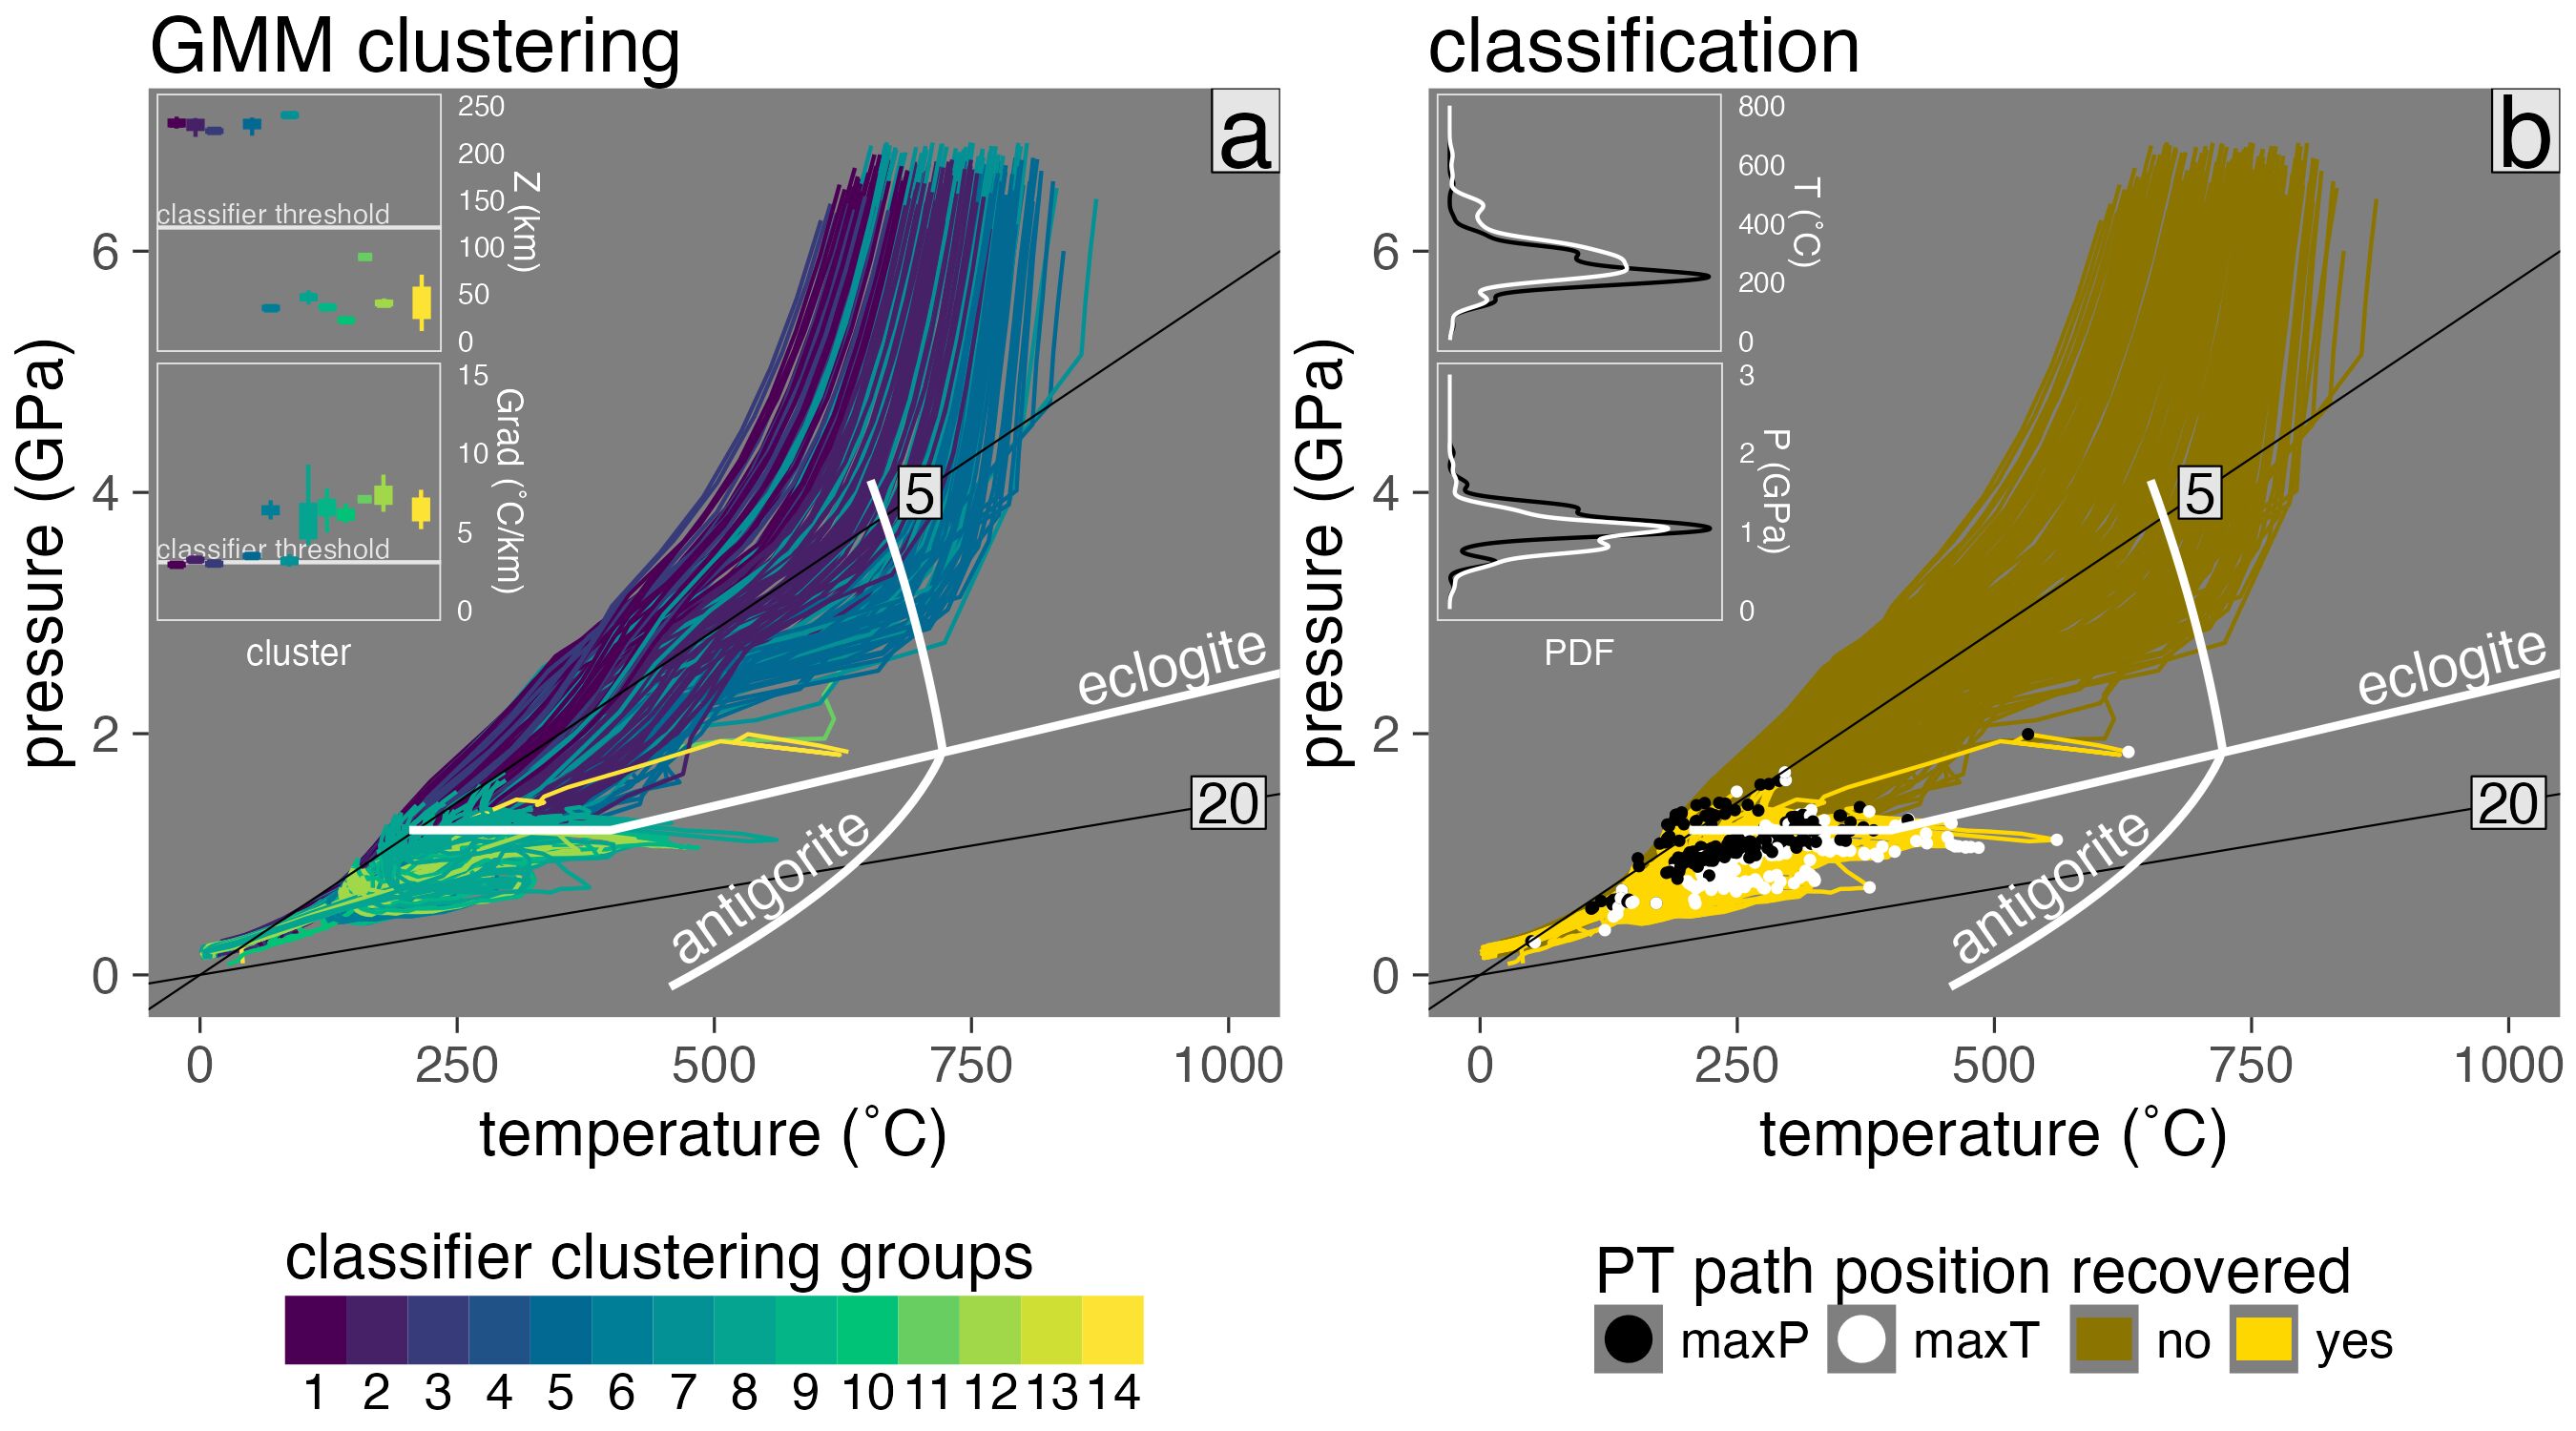 GMM clustering
a
250
200
150
100
50
0
Z (km)
classifier threshold
15
10
5
0
Grad (˚C/km)
classifier threshold
cluster
5
eclogite
20
antigorite
6
4
2
0
pressure (GPa)
0 250 500 750 1000
temperature (˚C)
classifier clustering groups
1 2 3 4 5 6 7 8 9 10 11 12 13 14
classification
b
800
600
400
200
0
T (˚C)
3
2
1
0
P (GPa)
PDF
5
eclogite
20
antigorite
6
4
2
0
pressure (GPa)
0 250 500 750 1000
temperature (˚C)
PT path position recovered
maxP maxT no yes